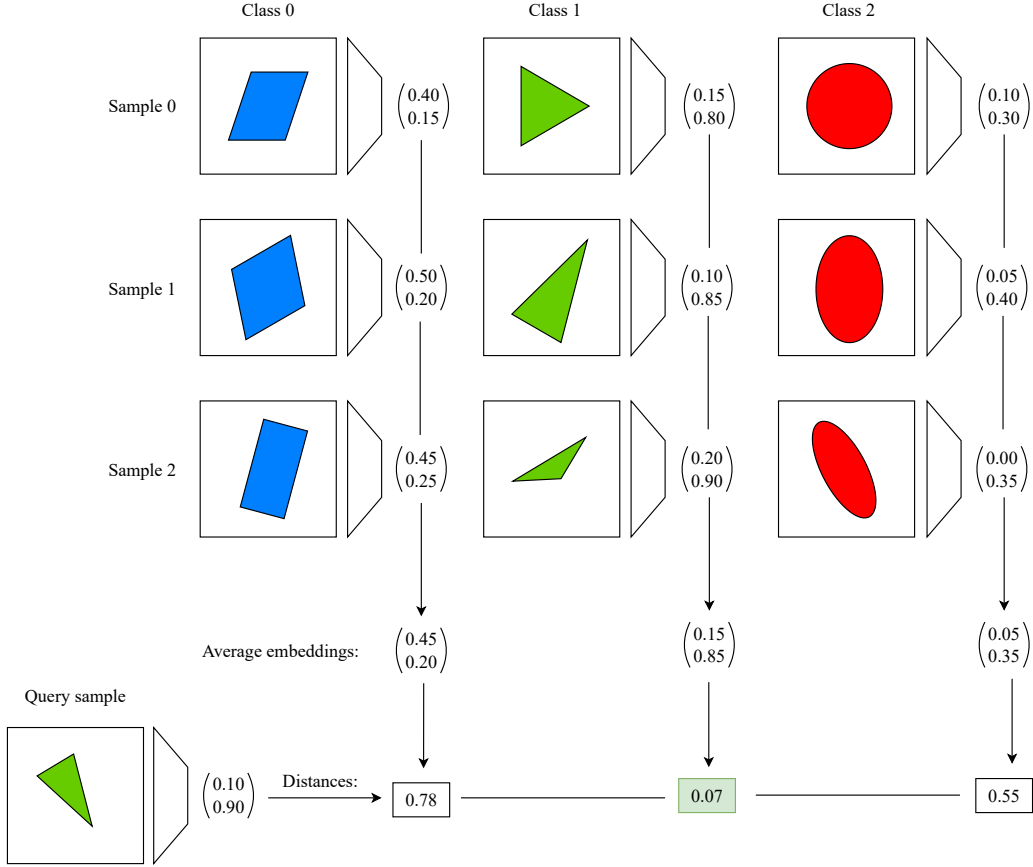 Class 0 Class 1 Class 2
Sample 0
0.40 0.15 0.10
0.15 0.80 0.30
Sample 1
0.50 0.10 0.05
0.20 0.85 0.40
Sample 2
0.45 0.20 0.00
0.25 0.90 0.35
Average embeddings:
0.45 0.15 0.05
0.20 0.85 0.35
Query sample
0.10
0.90
Distances:
0.78 0.07 0.55